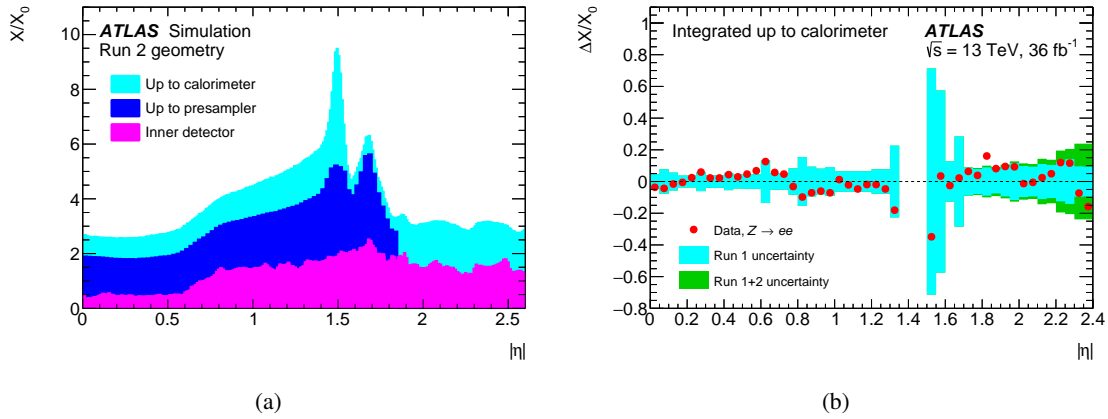 X/X0
10
8
6
4
2
0
ATLAS Simulation
Run 2 geometry
Up to calorimeter
Up to presampler
Inner detector
0 0.5 1 1.5 2 2.5
|η|
(a)
ΔX/X0
1
0.8
0.6
0.4
0.2
0
−0.2
−0.4
−0.6
−0.8
Integrated up to calorimeter
ATLAS
√s = 13 TeV, 36 fb-1
Data, Z → ee
Run 1 uncertainty
Run 1+2 uncertainty
0 0.2 0.4 0.6 0.8 1 1.2 1.4 1.6 1.8 2 2.2 2.4
|η|
(b)